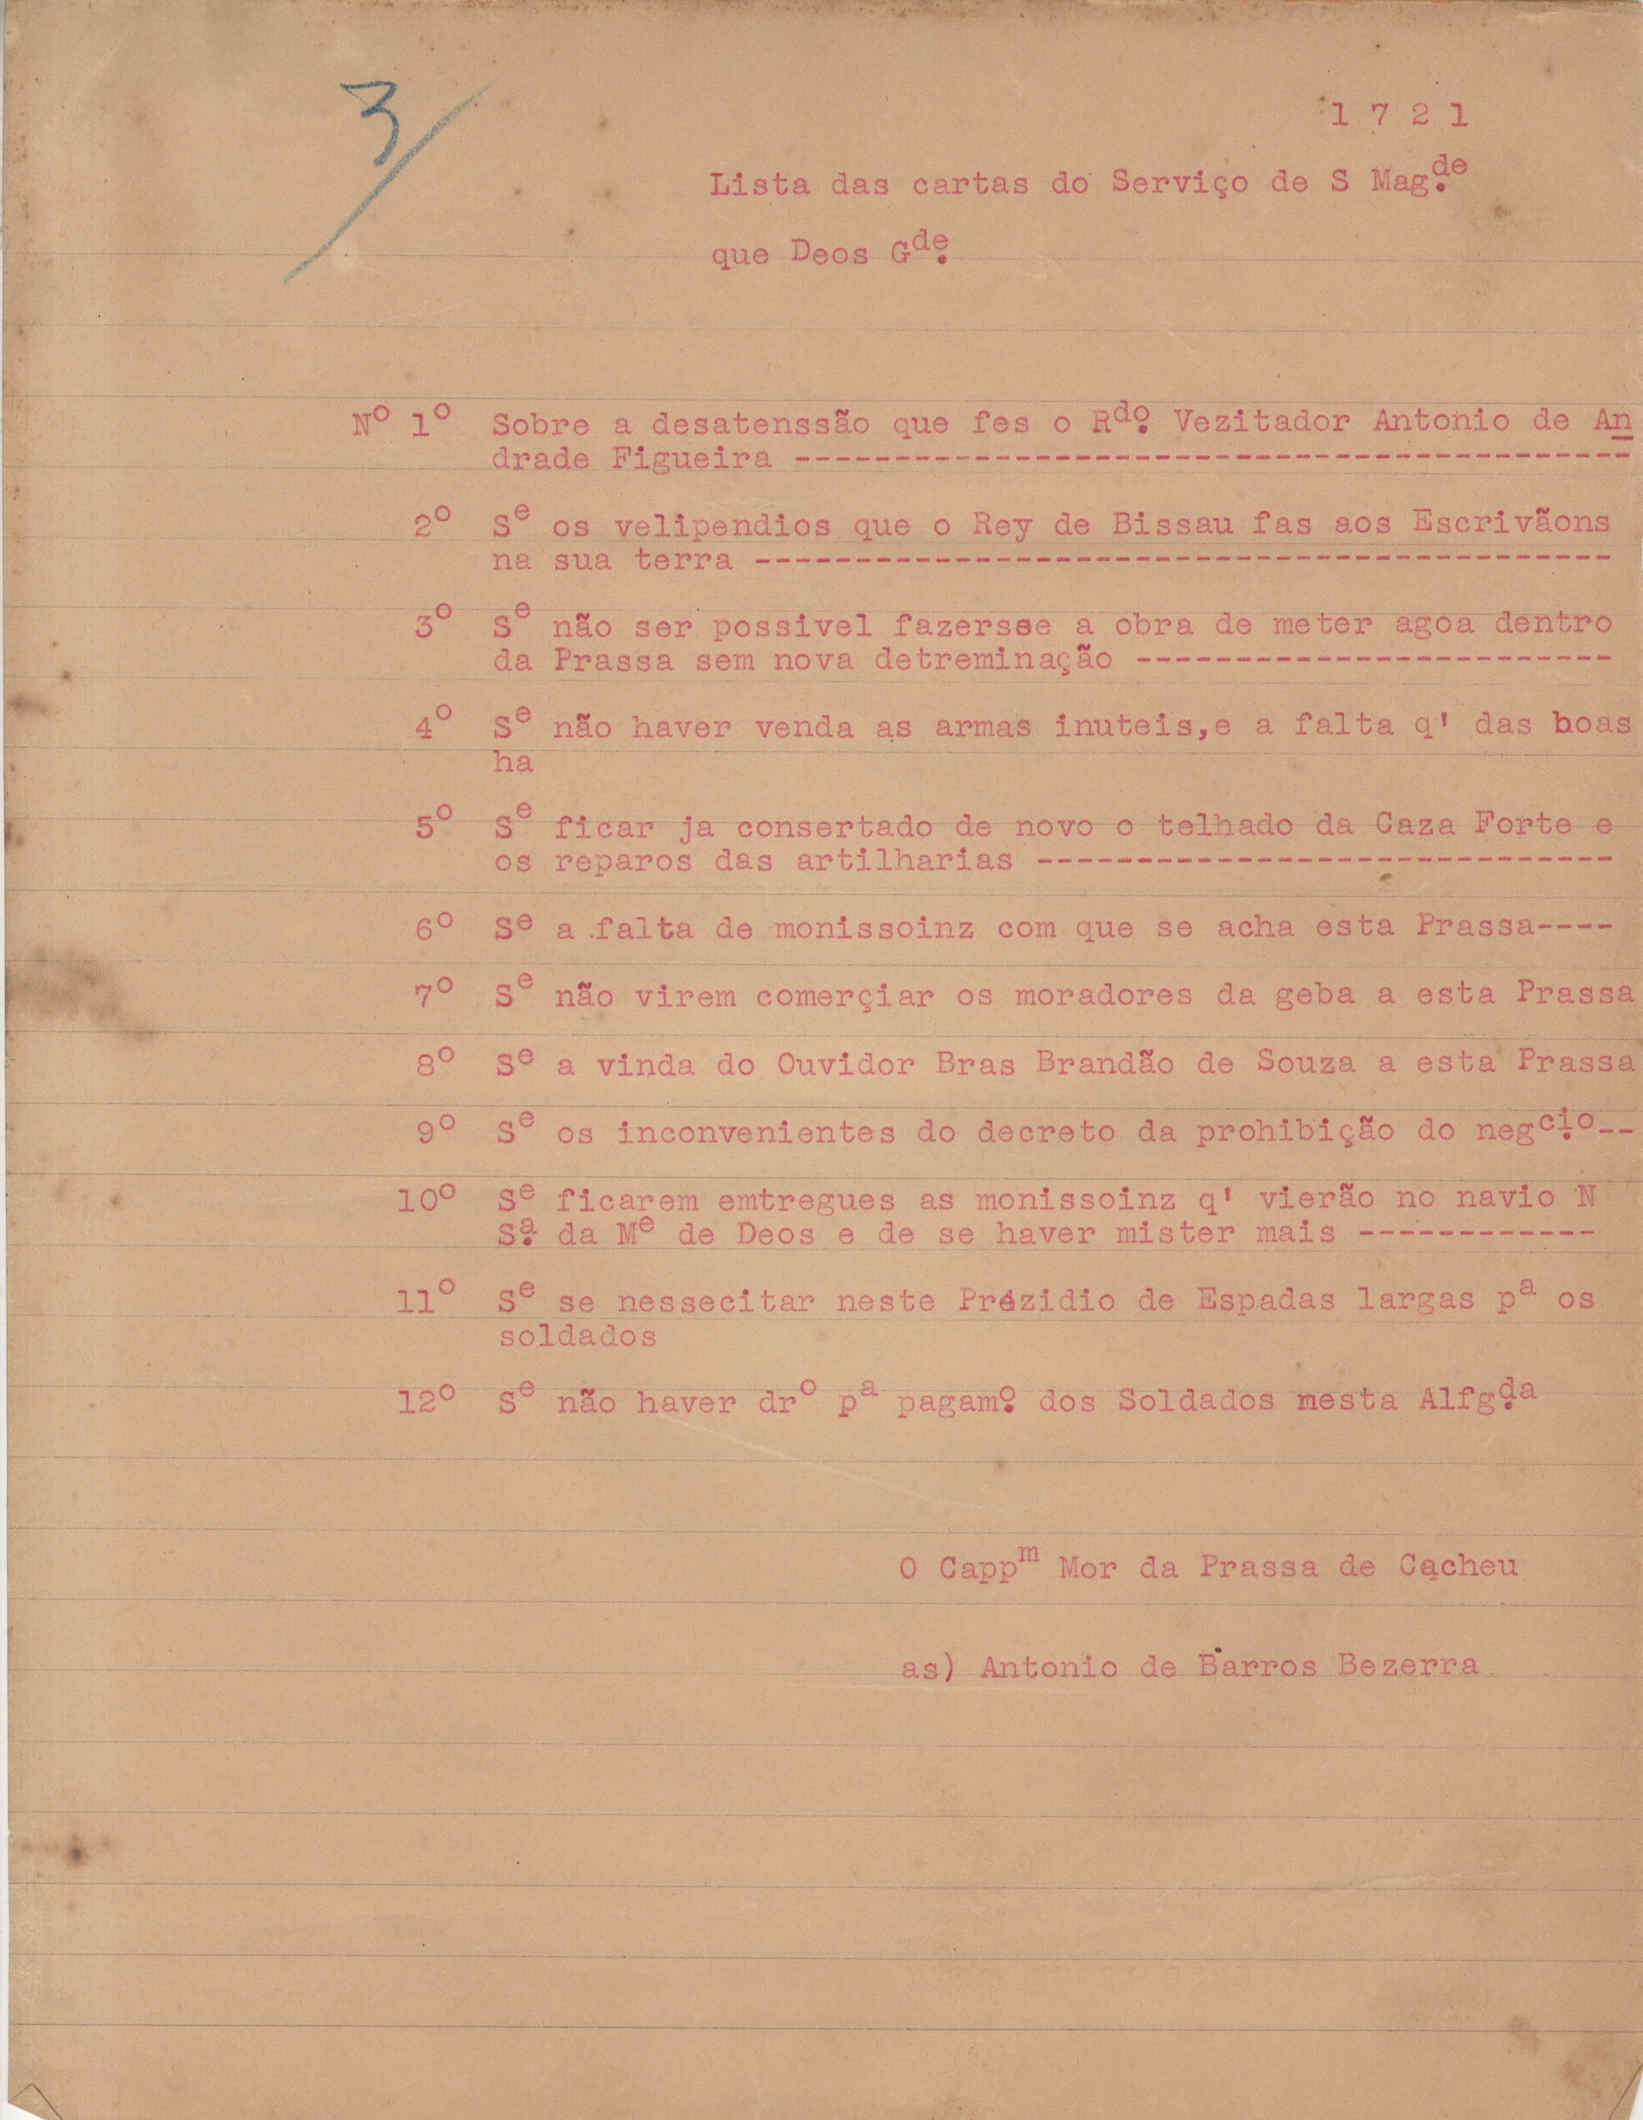 3/
1 7 2 1
Lista das cartas do Serviço de S Mag.de
que Deos Gde.
Nº 1º Sobre a desatenssão que fes o Rdo. Vezitador Antonio de An
drade Figueira ------------------------------------------
2º Se os velipendios que o Rey de Bissau fas aos Escrivãons
na sua terra -------------------------------------------
3º Se não ser possivel fazersse a obra de meter agoa dentro
da Prassa sem nova detreminação ------------------------
4º Se não haver venda as armas inuteis,e a falta q' das boas
ha
5º Se ficar ja consertado de novo o telhado da Caza Forte e
os reparos das artilharias -----------------------------
6º Se a falta de monissoinz com que se acha esta Prassa----
7º Se não virem comerçiar os moradores da geba a esta Prassa
8º Se a vinda do Ouvidor Bras Brandão de Souza a esta Prassa
9º Se os inconvenientes do decreto da prohibição do negcio.--
10º Se ficarem emtregues as monissoinz q' vierão no navio N
Sa. da Me de Deos e de se haver mister mais ------------
11º Se se nessecitar neste Prézidio de Espadas largas pa os
soldados
12º Se não haver dro pa pagamo. dos Soldados nesta Alfg.da
O Cappm Mor da Prassa de Cacheu
as) Antonio de Barros Bezerra